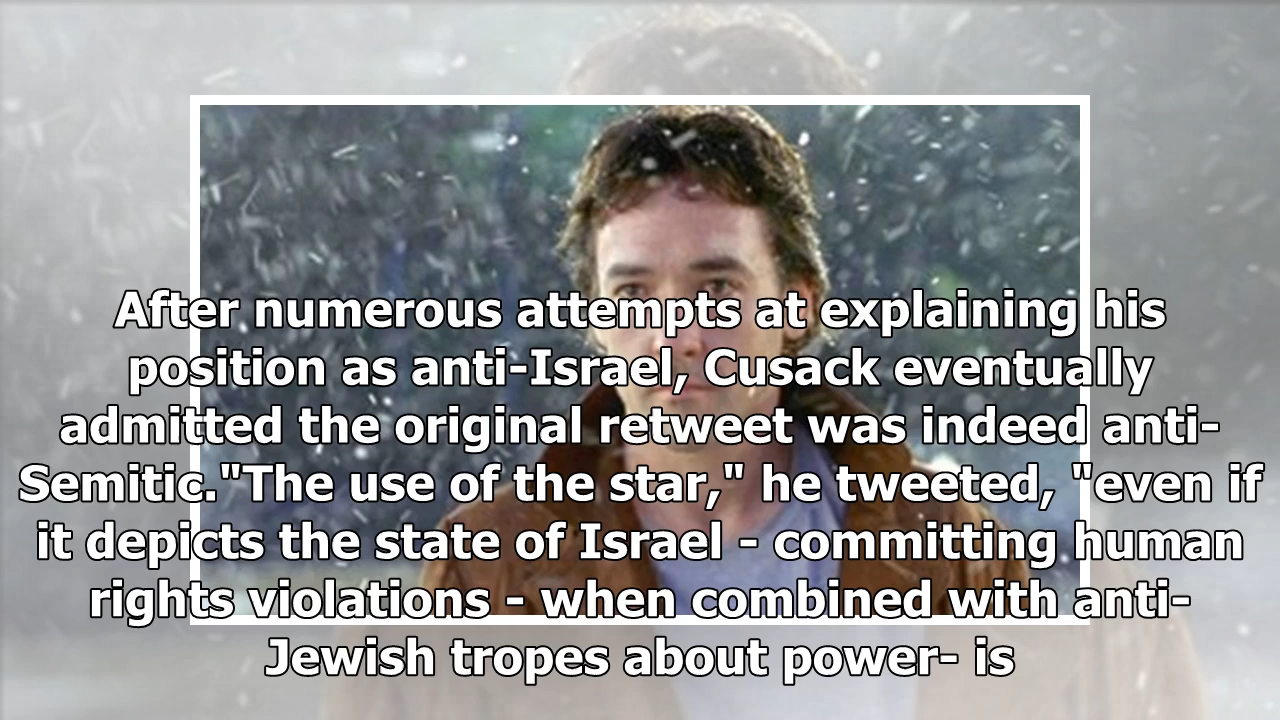 After numerous attempts at explaining his
position as anti-Israel, Cusack eventually
admitted the original retweet was indeed anti-
Semitic."The use of the star," he tweeted, "even if
it depicts the state of Israel - committing human
rights violations - when combined with anti-
Jewish tropes about power- is